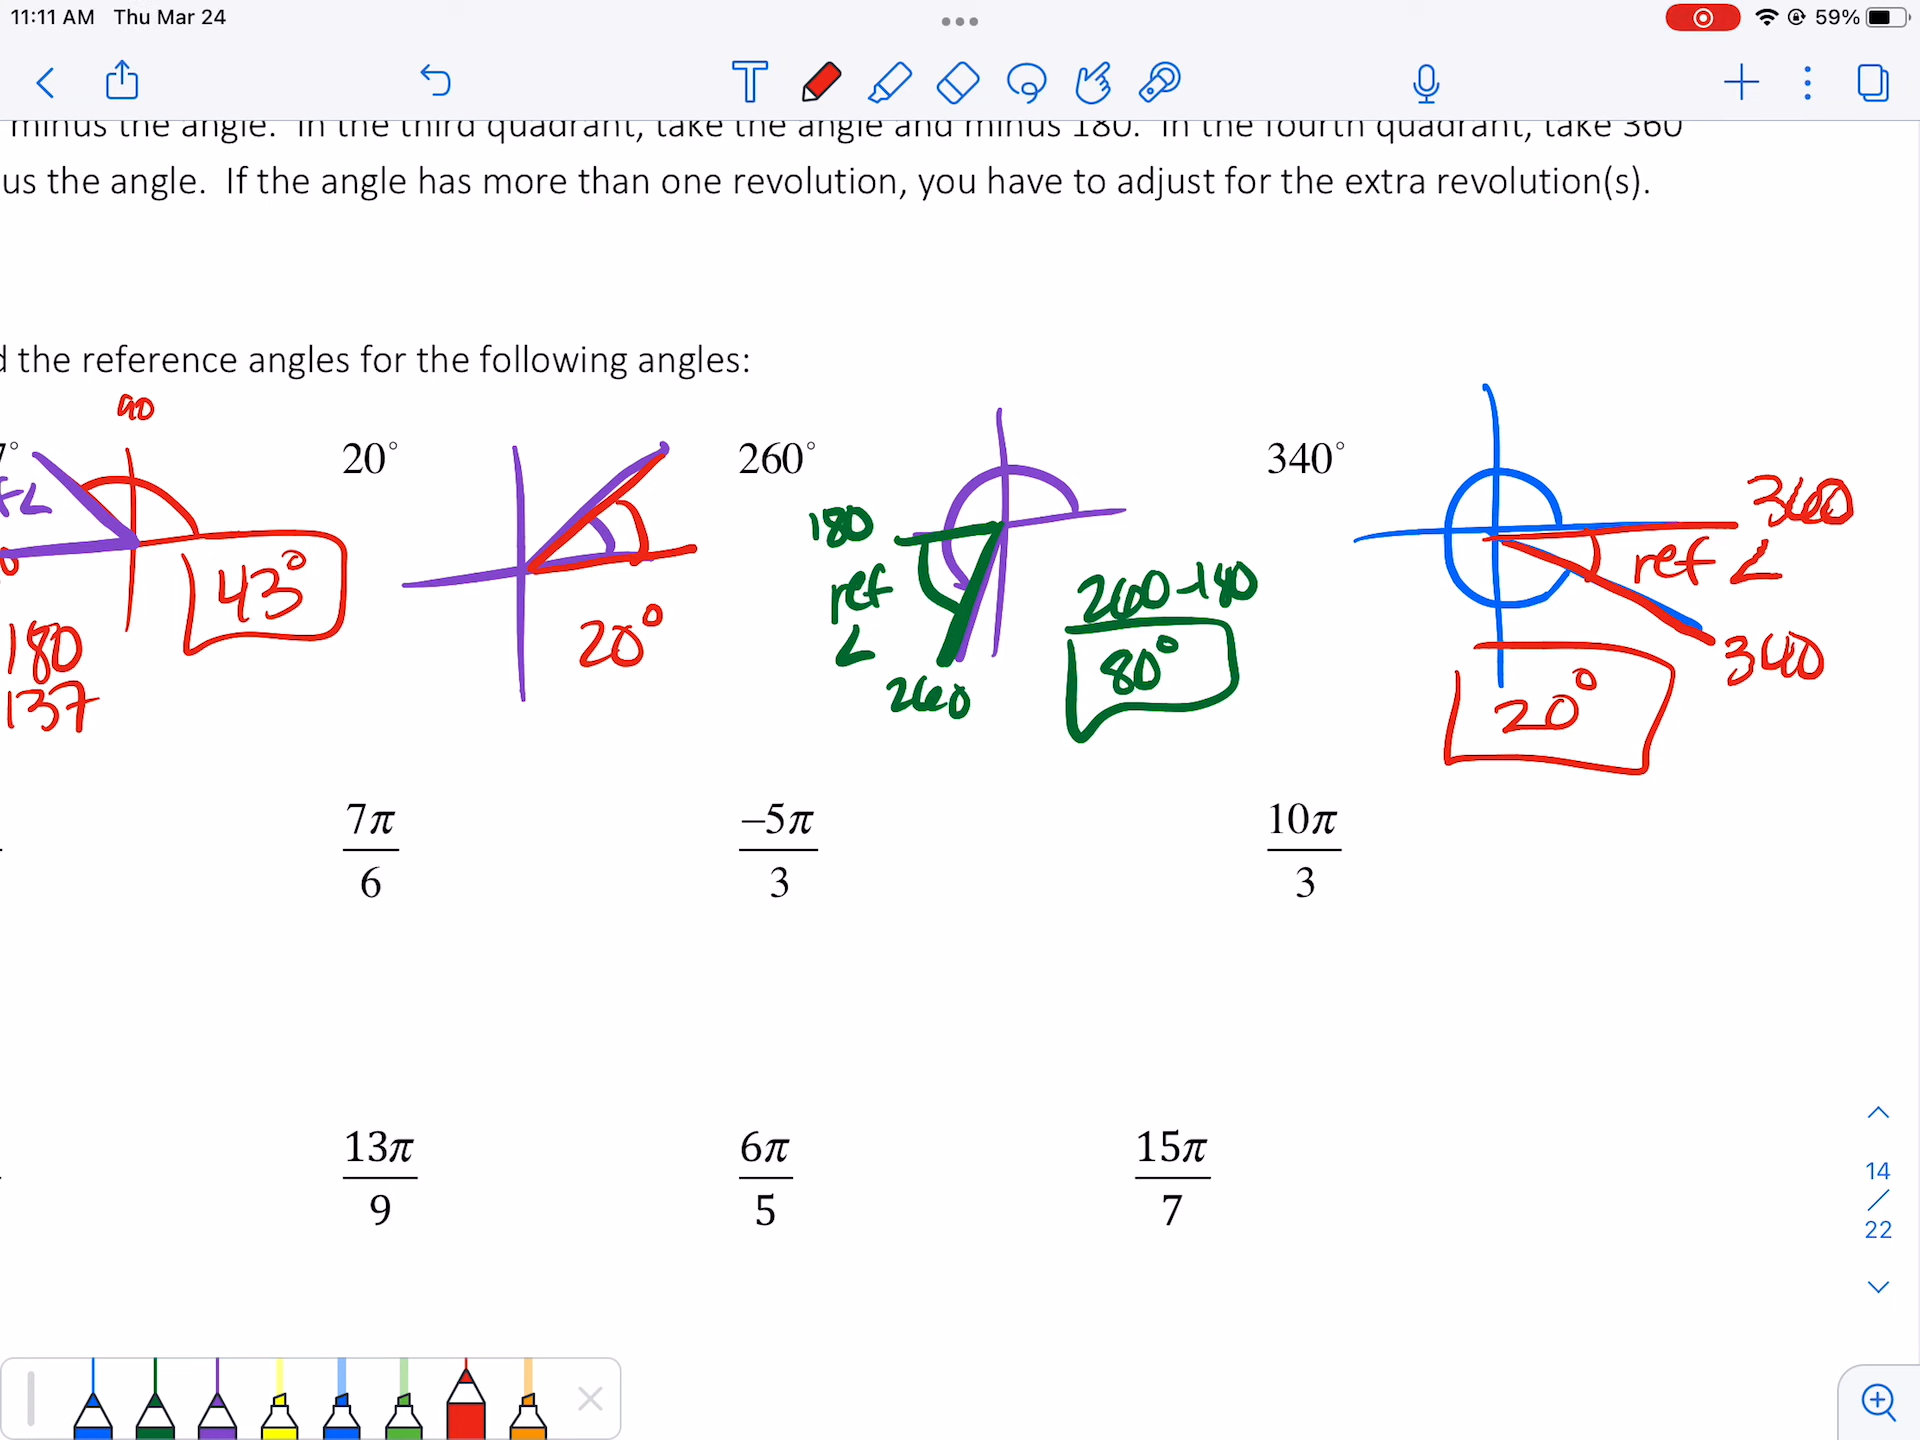 11:11 AM Thu Mar 24
59%
minus the angle. In the third quadrant, take the angle and minus 180. In the fourth quadrant, take 360
us the angle. If the angle has more than one revolution, you have to adjust for the extra revolution(s).
the reference angles for the following angles:
90
7° 20° 260° 340°
180 360
ref ∠
43° ref ∠ 260-180
180 20° 80° 340
137 260 20°
7π/6 -5π/3 10π/3
13π/9 6π/5 15π/7
14
/
22